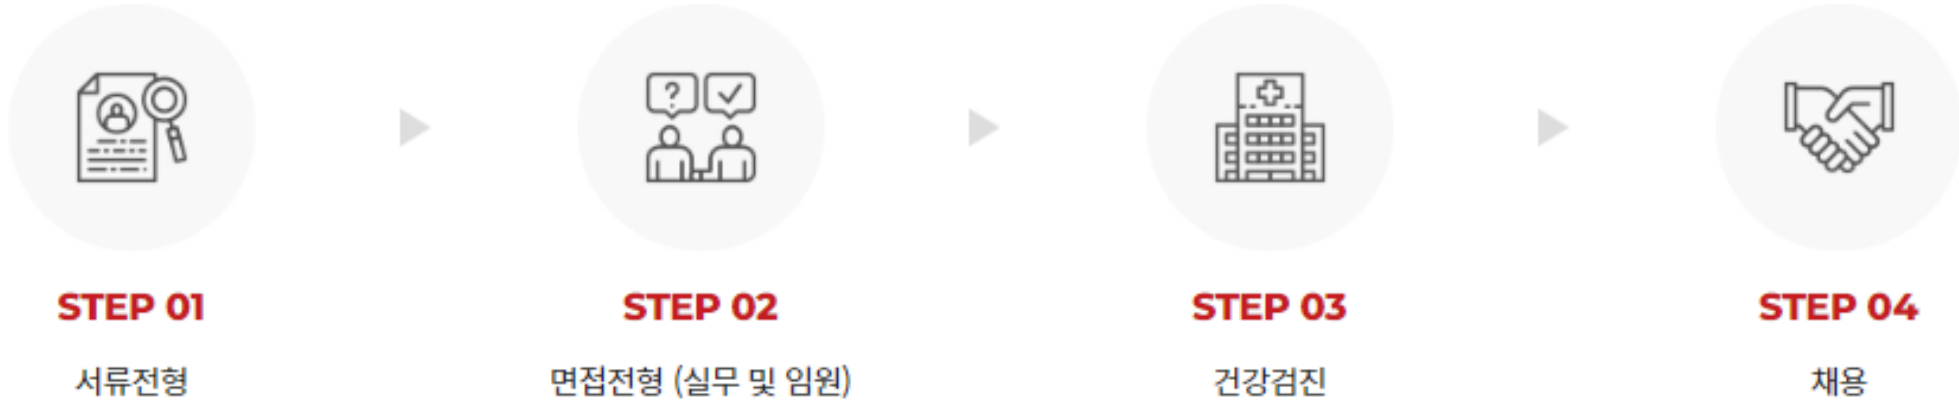 STEP 01
서류전형
STEP 02
면접전형 (실무 및 임원)
STEP 03
건강검진
STEP 04
채용